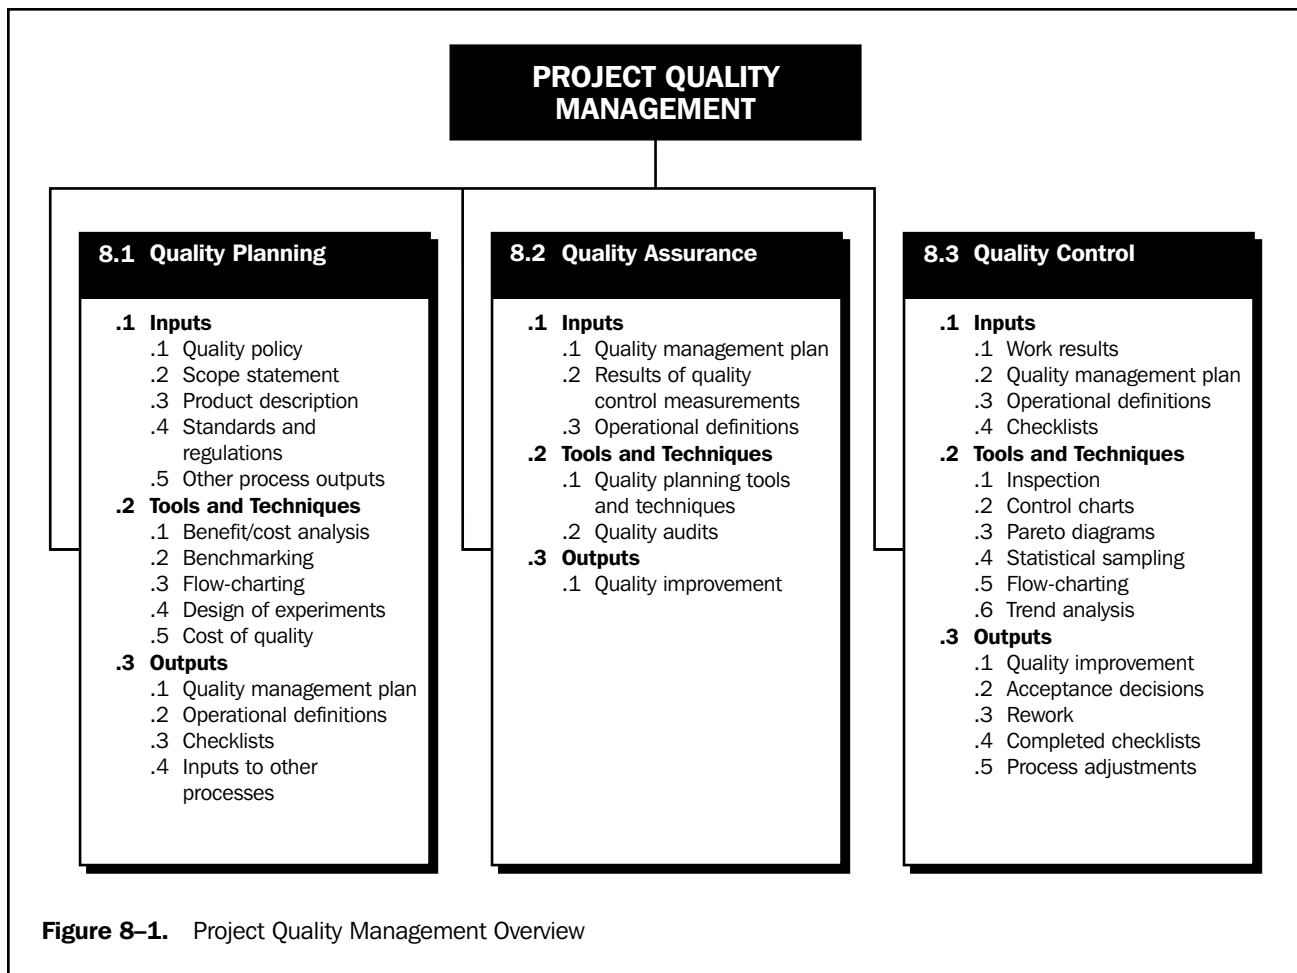 PROJECT QUALITY
MANAGEMENT
8.1 Quality Planning
.1 Inputs
.1 Quality policy
.2 Scope statement
.3 Product description
.4 Standards and
regulations
.5 Other process outputs
.2 Tools and Techniques
.1 Benefit/cost analysis
.2 Benchmarking
.3 Flow-charting
.4 Design of experiments
.5 Cost of quality
.3 Outputs
.1 Quality management plan
.2 Operational definitions
.3 Checklists
.4 Inputs to other
processes
8.2 Quality Assurance
.1 Inputs
.1 Quality management plan
.2 Results of quality
control measurements
.3 Operational definitions
.2 Tools and Techniques
.1 Quality planning tools
and techniques
.2 Quality audits
.3 Outputs
.1 Quality improvement
8.3 Quality Control
.1 Inputs
.1 Work results
.2 Quality management plan
.3 Operational definitions
.4 Checklists
.2 Tools and Techniques
.1 Inspection
.2 Control charts
.3 Pareto diagrams
.4 Statistical sampling
.5 Flow-charting
.6 Trend analysis
.3 Outputs
.1 Quality improvement
.2 Acceptance decisions
.3 Rework
.4 Completed checklists
.5 Process adjustments
Figure 8–1. Project Quality Management Overview